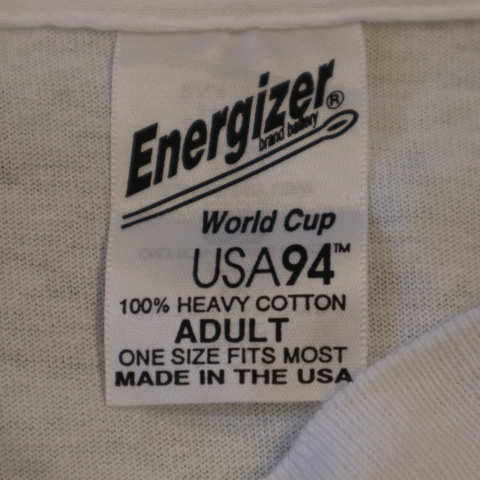 Energizer®
brand battery
World Cup
USA94™
100% HEAVY COTTON
ADULT
ONE SIZE FITS MOST
MADE IN THE USA